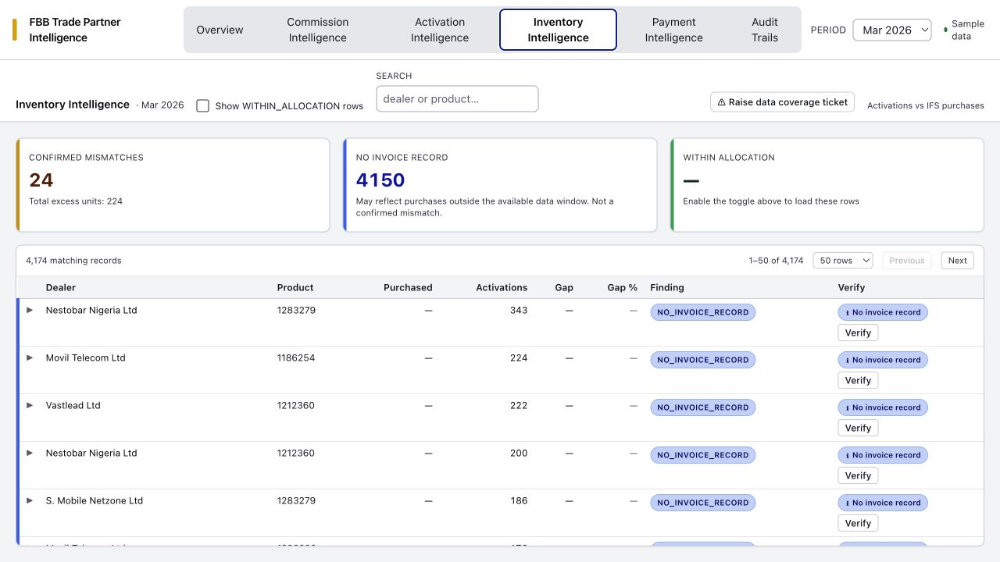 FBB Trade Partner
Intelligence
Overview
Commission
Intelligence
Activation
Intelligence
Inventory
Intelligence
Payment
Intelligence
Audit
Trails
PERIOD
Mar 2026
Sample
data
Inventory Intelligence · Mar 2026
Show WITHIN_ALLOCATION rows
SEARCH
dealer or product...
⚠ Raise data coverage ticket
Activations vs IFS purchases
CONFIRMED MISMATCHES
24
Total excess units: 224
NO INVOICE RECORD
4150
May reflect purchases outside the available data window. Not a
confirmed mismatch.
WITHIN ALLOCATION
—
Enable the toggle above to load these rows
4,174 matching records
1–50 of 4,174
50 rows
Previous
Next
Dealer Product Purchased Activations Gap Gap % Finding Verify
▶ Nestobar Nigeria Ltd 1283279 — 343 — — NO_INVOICE_RECORD ℹ No invoice record
Verify
▶ Movil Telecom Ltd 1186254 — 224 — — NO_INVOICE_RECORD ℹ No invoice record
Verify
▶ Vastlead Ltd 1212360 — 222 — — NO_INVOICE_RECORD ℹ No invoice record
Verify
▶ Nestobar Nigeria Ltd 1212360 — 200 — — NO_INVOICE_RECORD ℹ No invoice record
Verify
▶ S. Mobile Netzone Ltd 1283279 — 186 — — NO_INVOICE_RECORD ℹ No invoice record
Verify